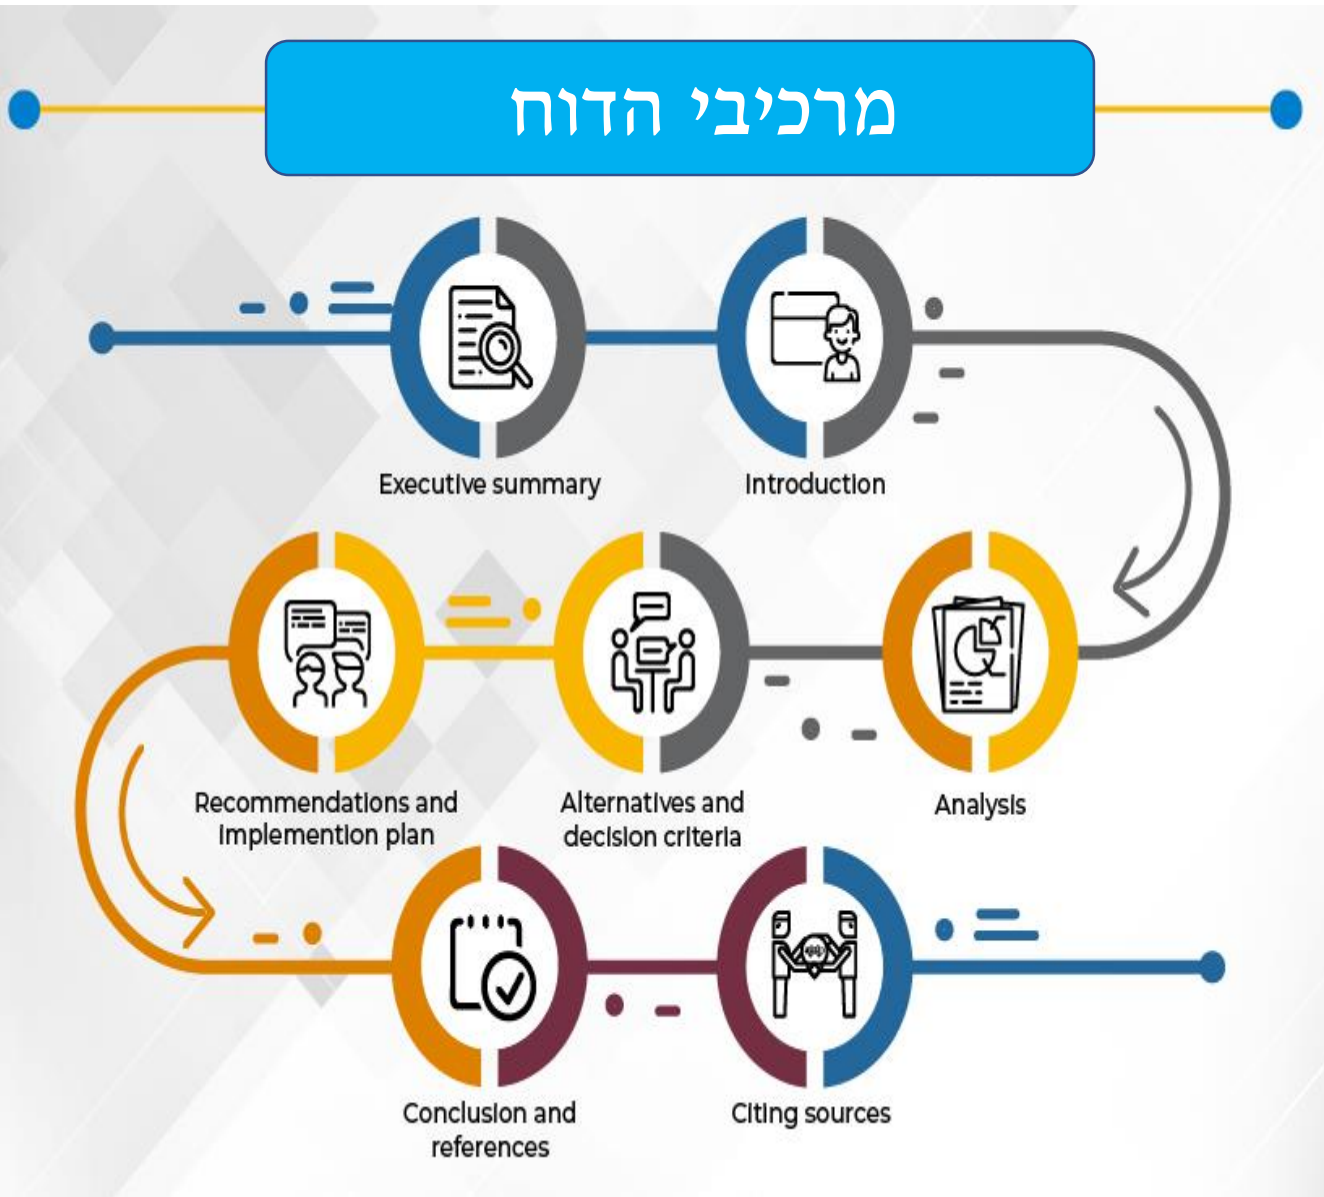 מרכיבי הדוח
Executive summary
Introduction
Analysis
Alternatives and
decision criteria
Recommendations and
implemention plan
Conclusion and
references
Citing sources